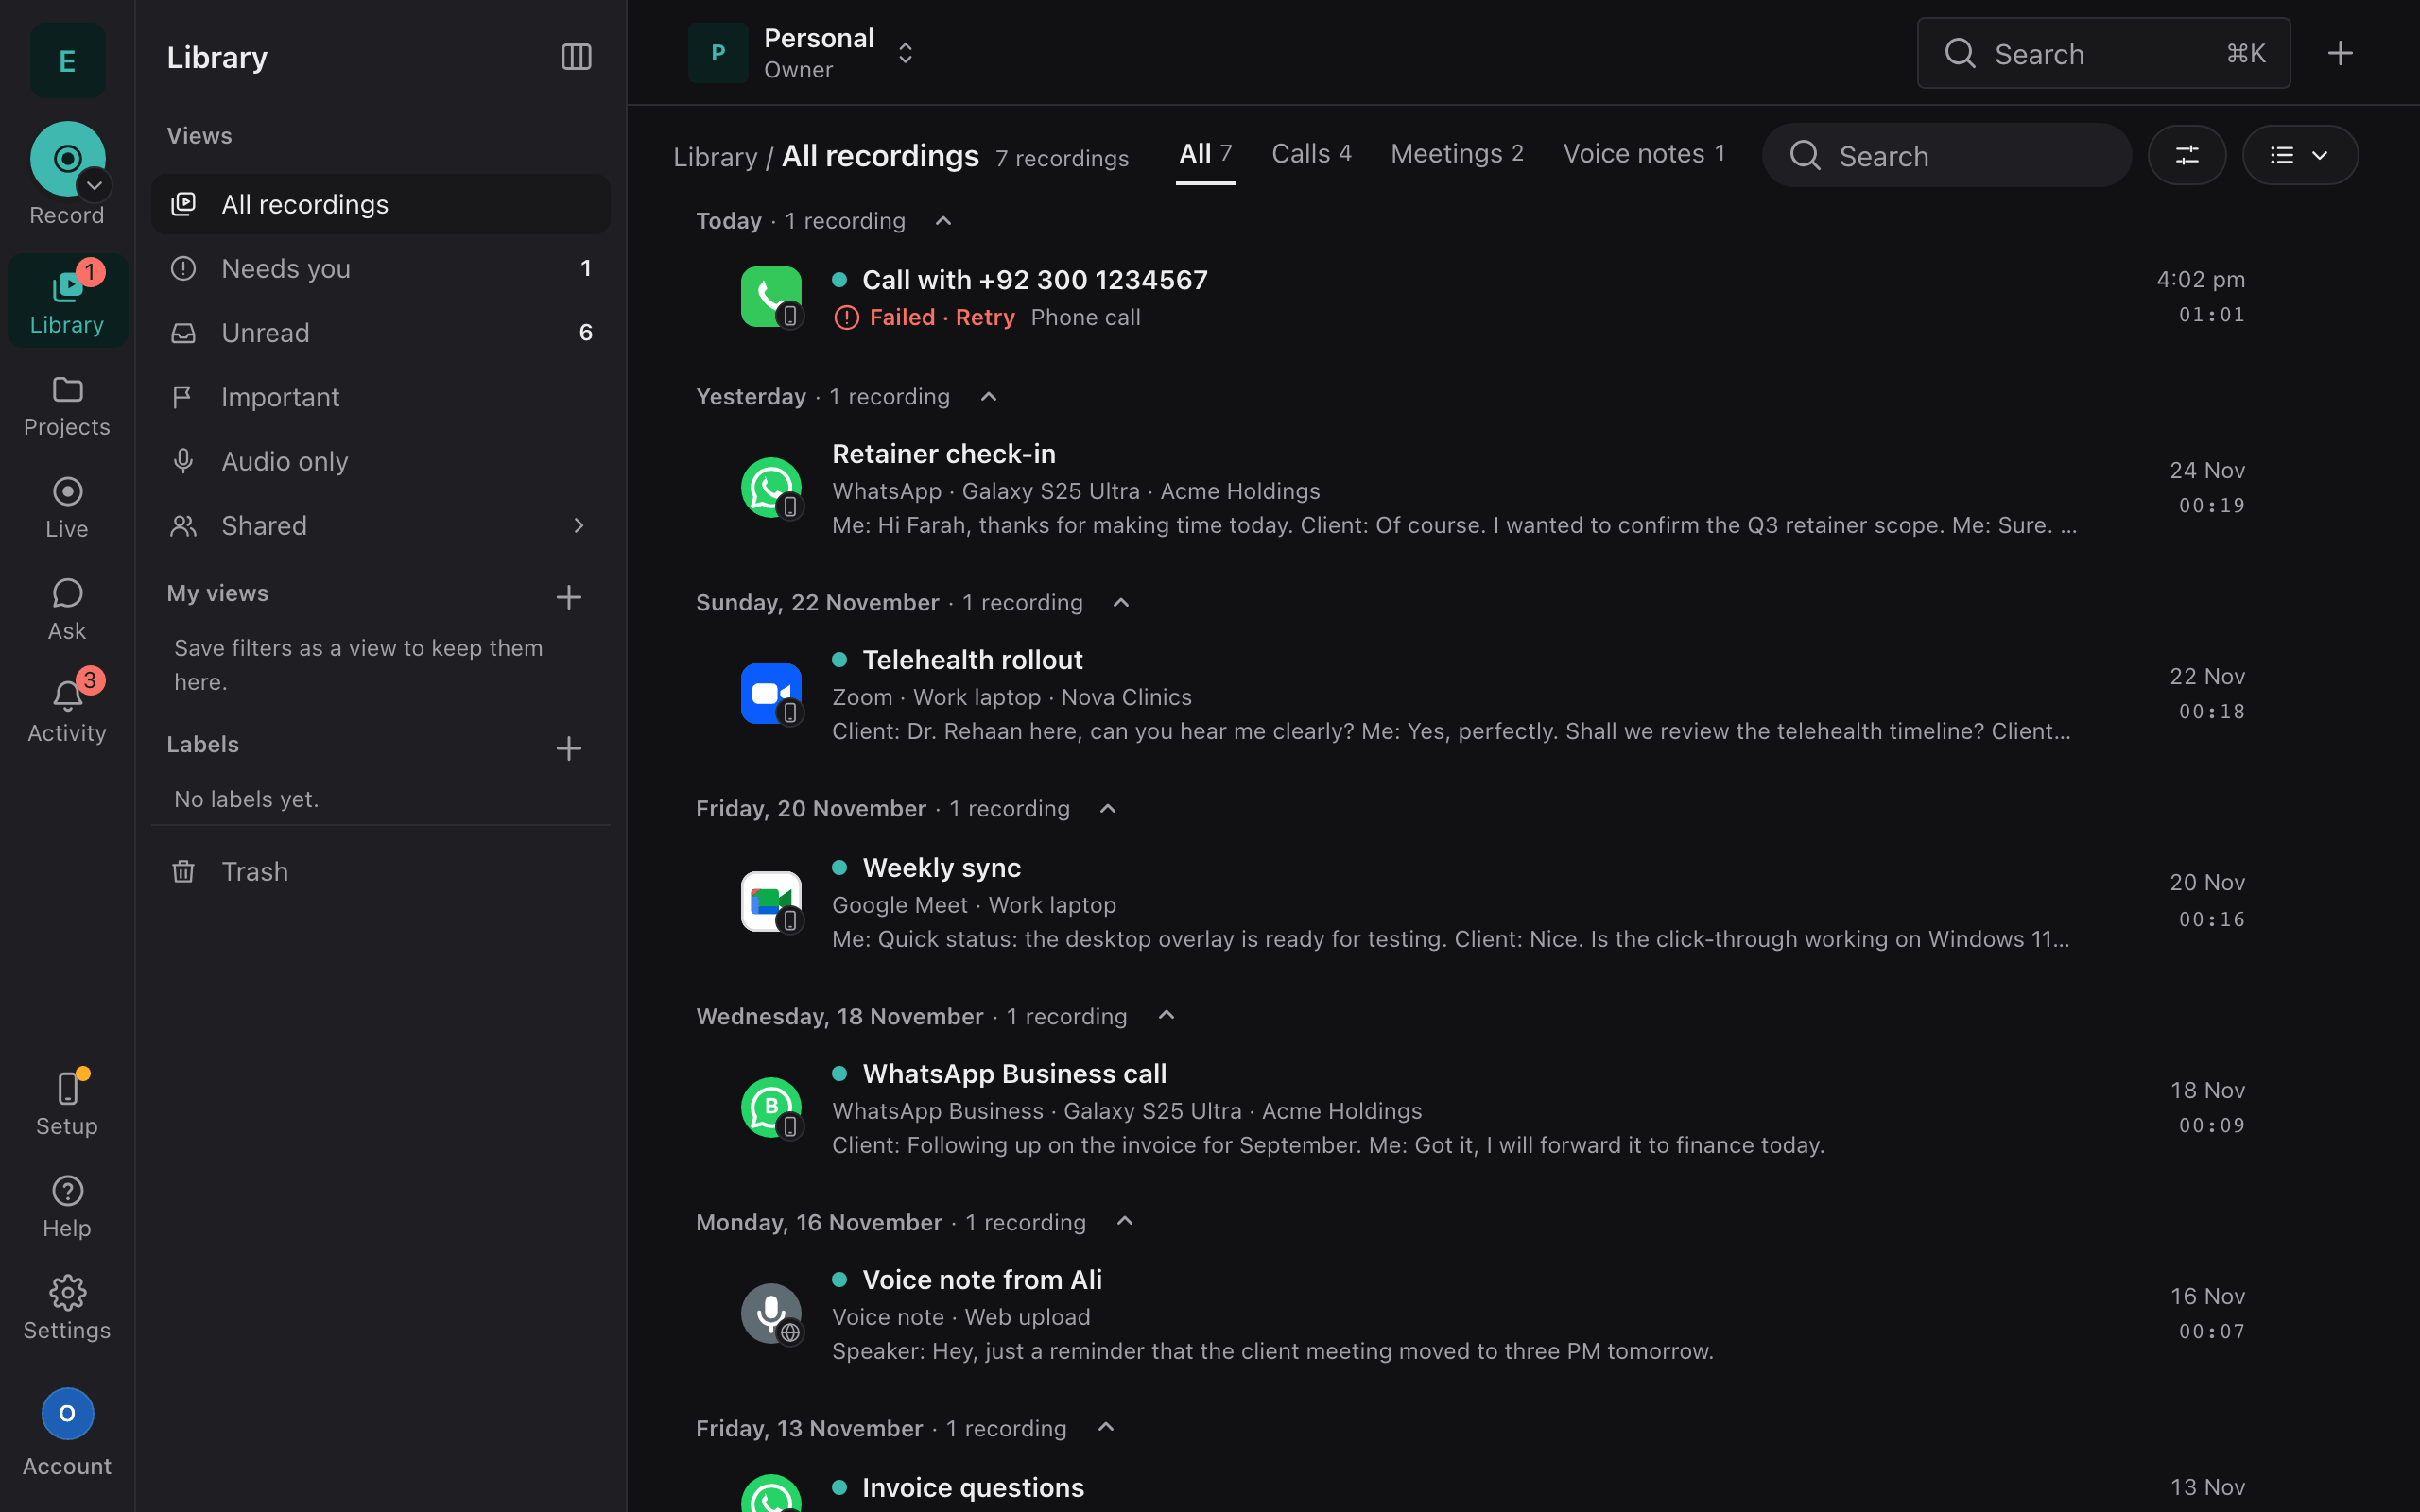 E
Record
1
Library
Projects
Live
Ask
3
Activity
Setup
Help
Settings
O
Account
Library
Views
All recordings
Needs you 1
Unread 6
Important
Audio only
Shared
My views
Save filters as a view to keep them
here.
Labels
No labels yet.
Trash
P
Personal
Owner
Search ⌘K
Library / All recordings 7 recordings
All 7 Calls 4 Meetings 2 Voice notes 1
Search
Today · 1 recording
Call with +92 300 1234567
4:02 pm
Failed · Retry Phone call
01:01
Yesterday · 1 recording
Retainer check-in
24 Nov
WhatsApp · Galaxy S25 Ultra · Acme Holdings
00:19
Me: Hi Farah, thanks for making time today. Client: Of course. I wanted to confirm the Q3 retainer scope. Me: Sure. ...
Sunday, 22 November · 1 recording
Telehealth rollout
22 Nov
Zoom · Work laptop · Nova Clinics
00:18
Client: Dr. Rehaan here, can you hear me clearly? Me: Yes, perfectly. Shall we review the telehealth timeline? Client...
Friday, 20 November · 1 recording
Weekly sync
20 Nov
Google Meet · Work laptop
00:16
Me: Quick status: the desktop overlay is ready for testing. Client: Nice. Is the click-through working on Windows 11...
Wednesday, 18 November · 1 recording
B
WhatsApp Business call
18 Nov
WhatsApp Business · Galaxy S25 Ultra · Acme Holdings
00:09
Client: Following up on the invoice for September. Me: Got it, I will forward it to finance today.
Monday, 16 November · 1 recording
Voice note from Ali
16 Nov
Voice note · Web upload
00:07
Speaker: Hey, just a reminder that the client meeting moved to three PM tomorrow.
Friday, 13 November · 1 recording
Invoice questions
13 Nov